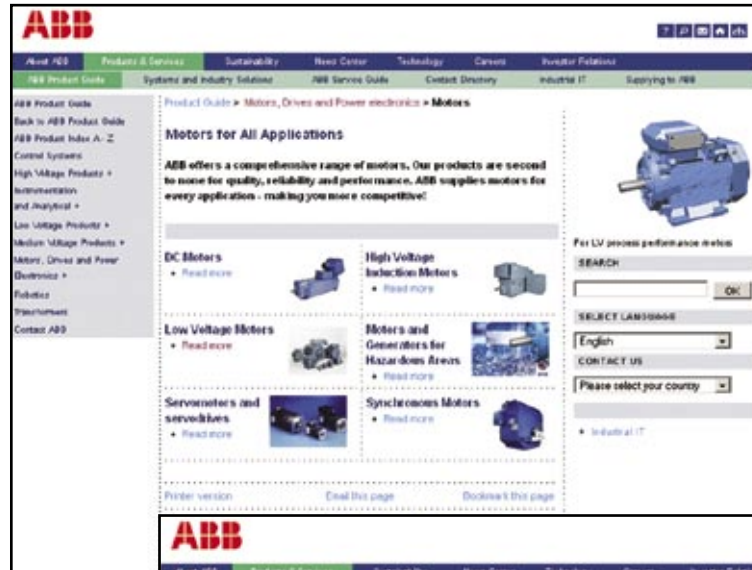 ABB
About ABB Products & Services Sustainability News Center Technology Careers Investor Relations
ABB Product Guide Systems and Industry Solutions ABB Service Guide Contact Directory Industrial IT Supplying to ABB
ABB Product Guide
Back to ABB Product Guide
ABB Product Index A - Z
Control Systems
High Voltage Products
Instrumentation
and Analytical
Low Voltage Products
Medium Voltage Products
Motors, Drives and Power
Electronics
Robotics
Transformers
Contact ABB
Product Guide > Motors, Drives and Power electronics > Motors
Motors for All Applications
ABB offers a comprehensive range of motors. Our products are second
to none for quality, reliability and performance. ABB supplies motors for
every application - making you more competitive!
DC Motors
• Read more
High Voltage
Induction Motors
• Read more
Low Voltage Motors
• Read more
Motors and
Generators for
Hazardous Areas
• Read more
Servomotors and
servodrives
• Read more
Synchronous Motors
• Read more
Printer version Email this page Bookmark this page
For LV process performance motors
SEARCH
OK
SELECT LANGUAGE
English
CONTACT US
Please select your country
• Industrial IT
ABB